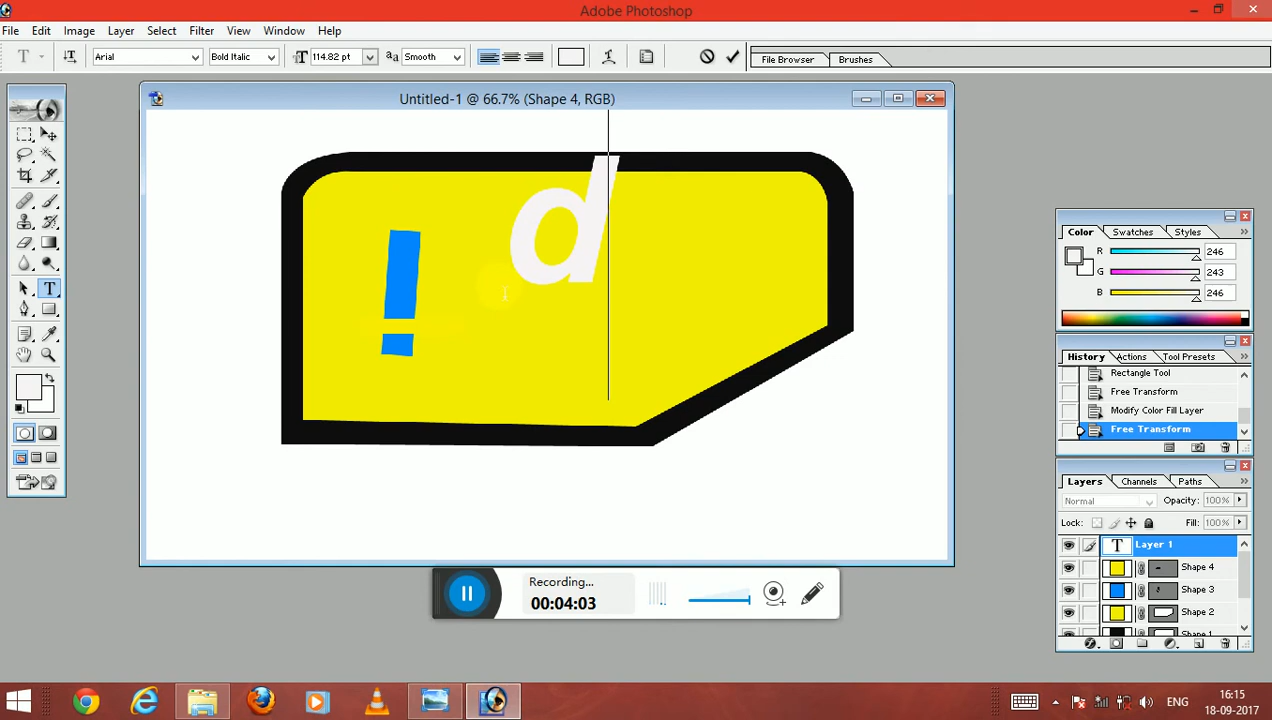 Adobe Photoshop
File Edit Image Layer Select Filter View Window Help
T T Arial Bold Italic T 114.82 pt aa Smooth File Browser Brushes
Untitled-1 @ 66.7% (Shape 4, RGB)
! d
T
Color Swatches Styles
R 246
G 243
B 246
History Actions Tool Presets
Rectangle Tool
Free Transform
Modify Color Fill Layer
Free Transform
Layers Channels Paths
Normal Opacity: 100%
Lock: Fill: 100%
T Layer 1
Shape 4
Shape 3
Shape 2
Shape 1
Recording...
00:04:03
ENG 16:15
18-09-2017